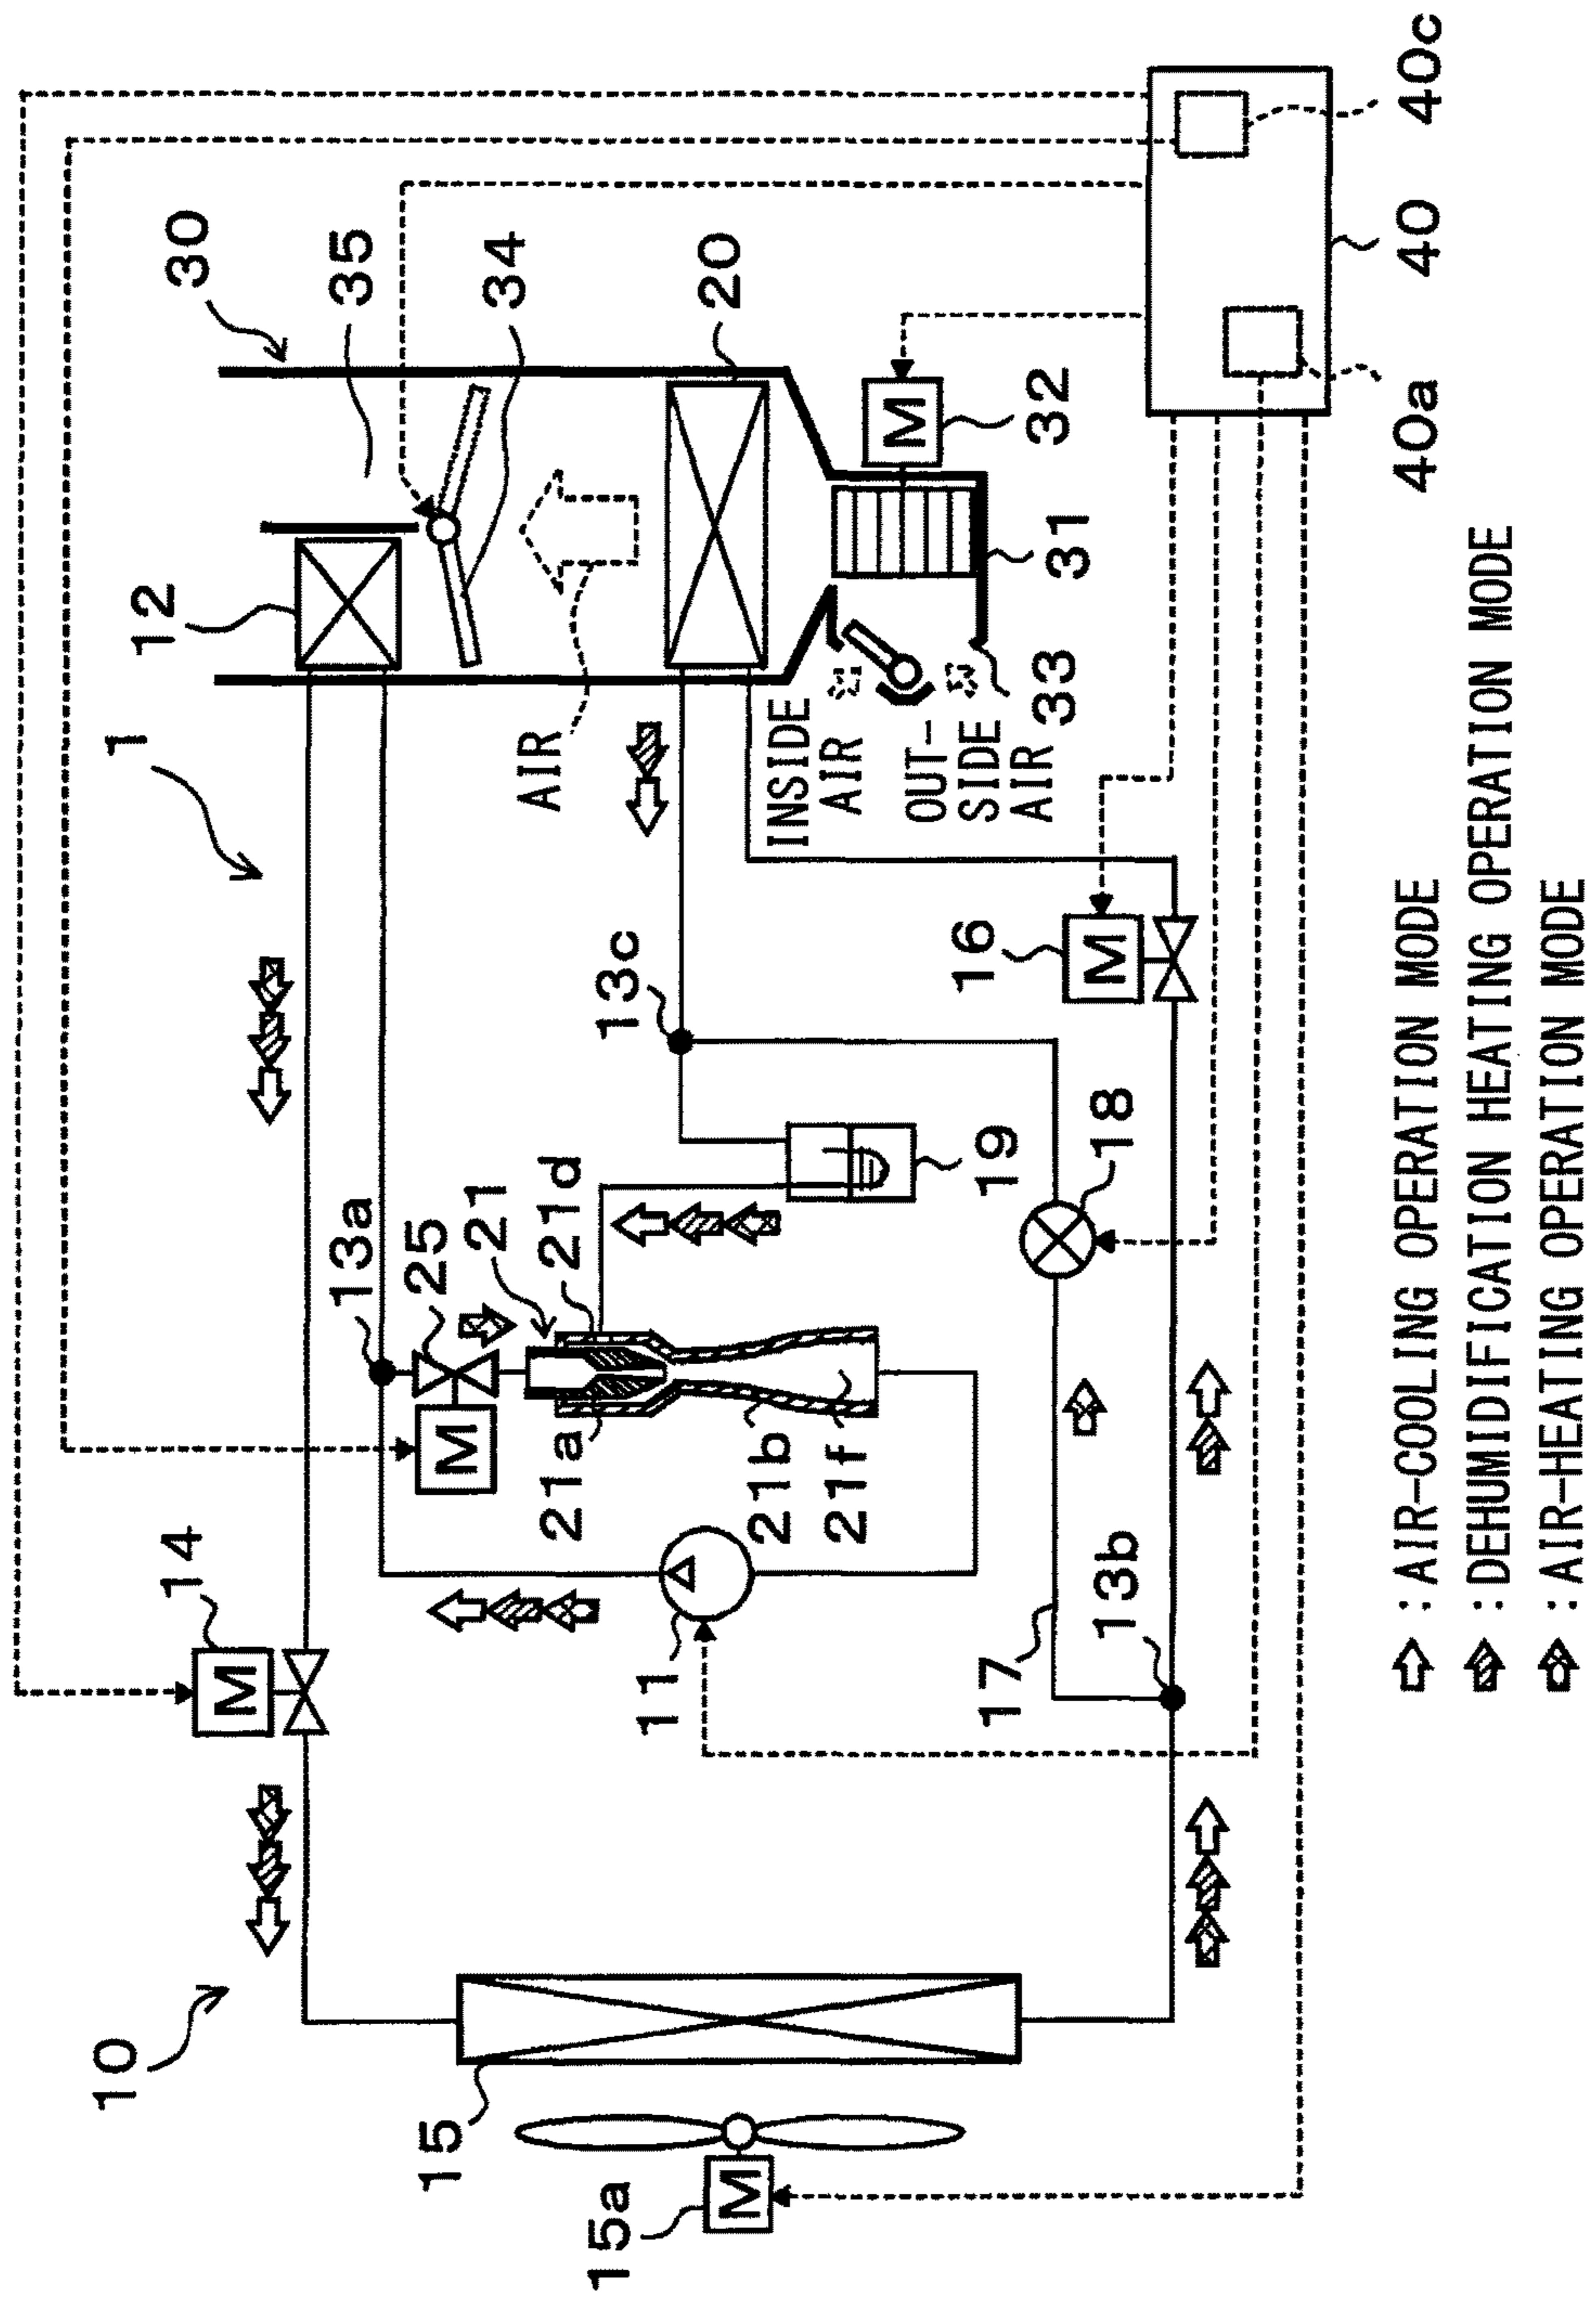 10
1
30
14
12
35
34
20
13a
25
21
21d
13c
AIR
INSIDE
AIR
OUT-
SIDE
AIR
33
31
32
M
M
M
M
M
15
15a
11
21a
21b
21f
19
18
16
17
13b
40a
40
40c
: AIR-COOLING OPERATION MODE
: DEHUMIDIFICATION HEATING OPERATION MODE
: AIR-HEATING OPERATION MODE